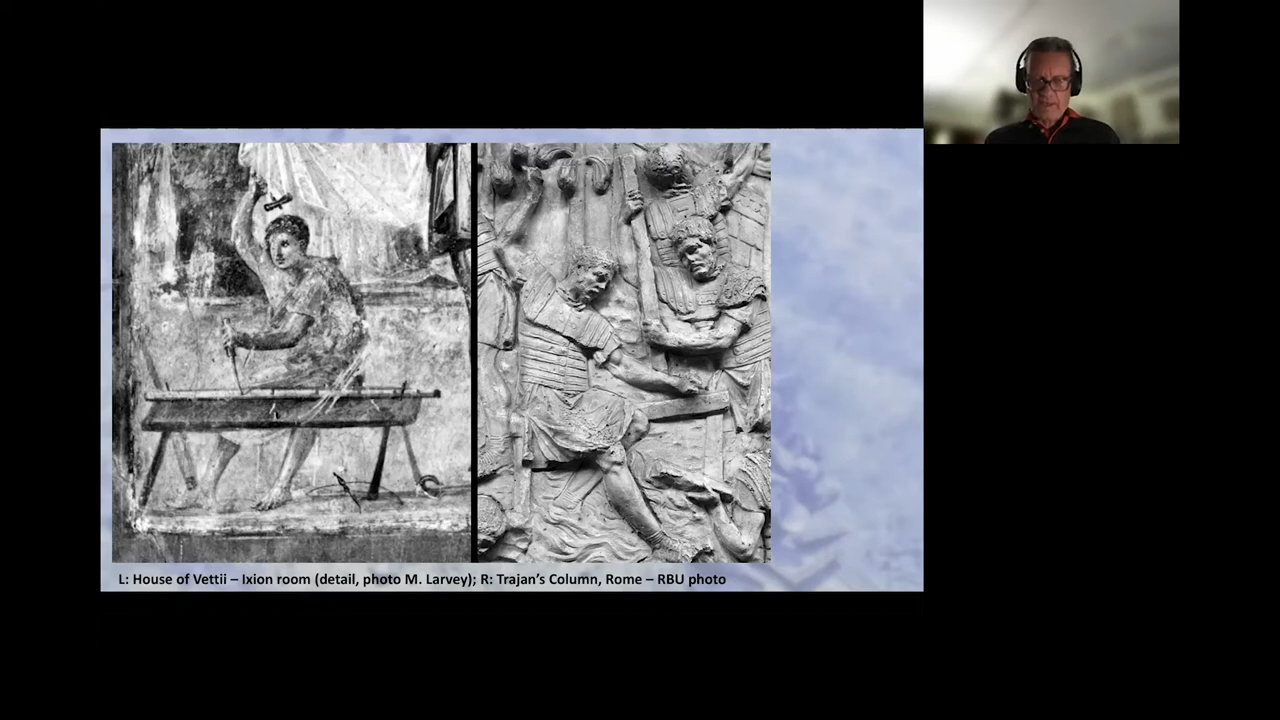 L: House of Vettii – Ixion room (detail, photo M. Larvey); R: Trajan’s Column, Rome – RBU photo